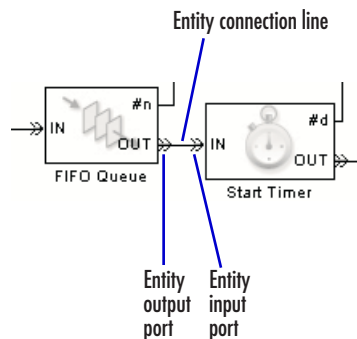 Entity connection line
#n
IN
OUT
FIFO Queue
#d
IN
OUT
Start Timer
Entity
output
port
Entity
input
port